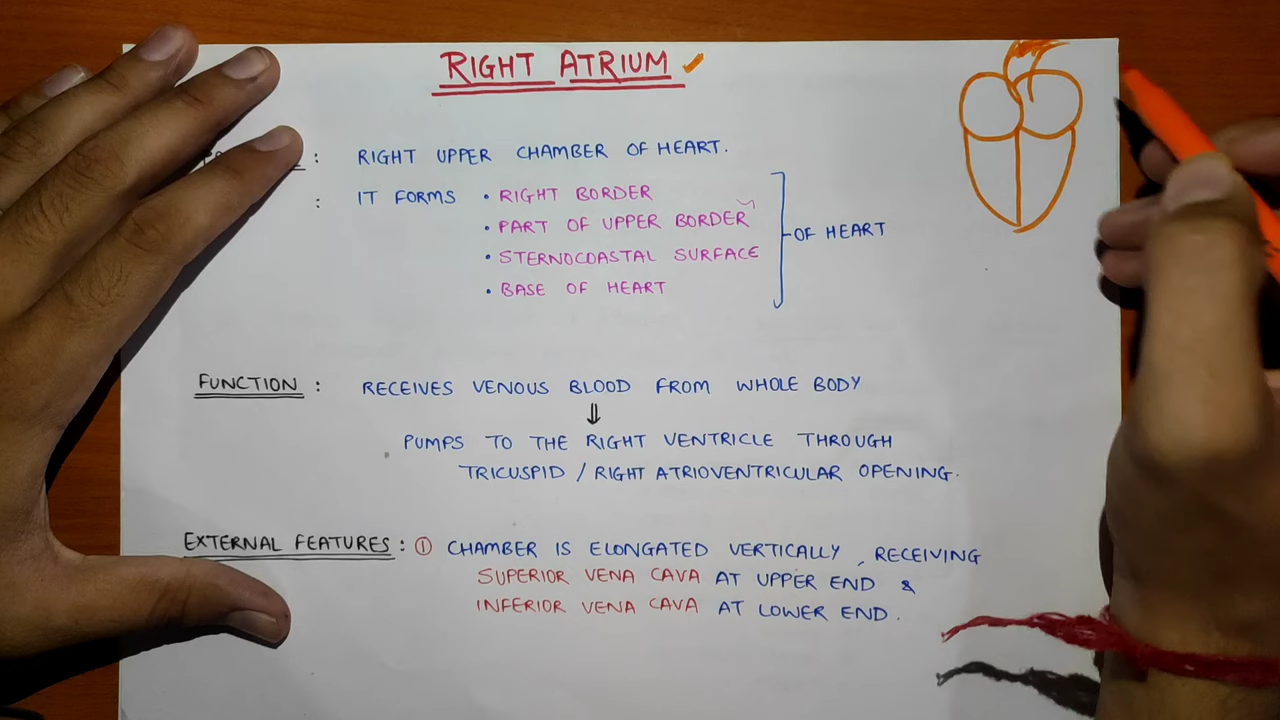 RIGHT ATRIUM
: RIGHT UPPER CHAMBER OF HEART.
: IT FORMS • RIGHT BORDER
• PART OF UPPER BORDER
• STERNOCOASTAL SURFACE
• BASE OF HEART
OF HEART
FUNCTION : RECEIVES VENOUS BLOOD FROM WHOLE BODY
⇓
PUMPS TO THE RIGHT VENTRICLE THROUGH
TRICUSPID / RIGHT ATRIOVENTRICULAR OPENING.
EXTERNAL FEATURES : ① CHAMBER IS ELONGATED VERTICALLY, RECEIVING
SUPERIOR VENA CAVA AT UPPER END &
INFERIOR VENA CAVA AT LOWER END.